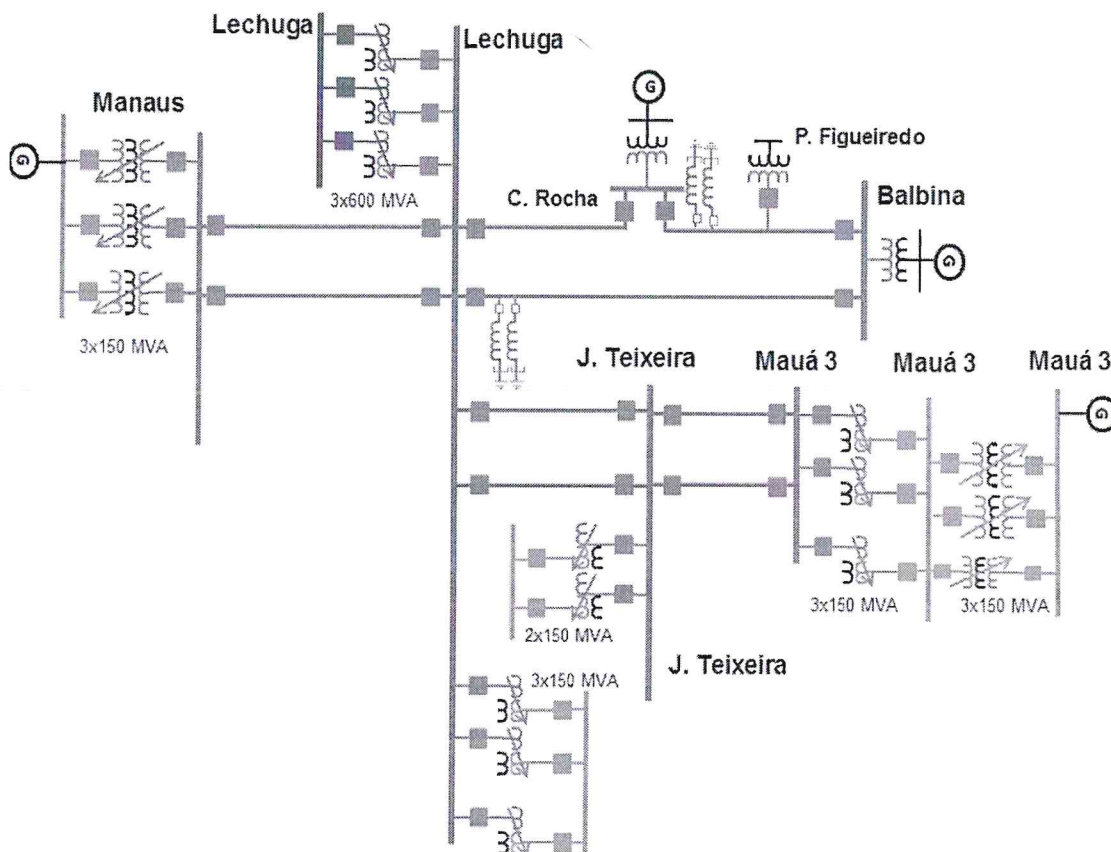 Lechuga
Lechuga
Manaus
G
G
P. Figueiredo
3x600 MVA
C. Rocha
Balbina
G
3x150 MVA
J. Teixeira
Mauá 3
Mauá 3
Mauá 3
G
3x150 MVA
3x150 MVA
2x150 MVA
J. Teixeira
3x150 MVA